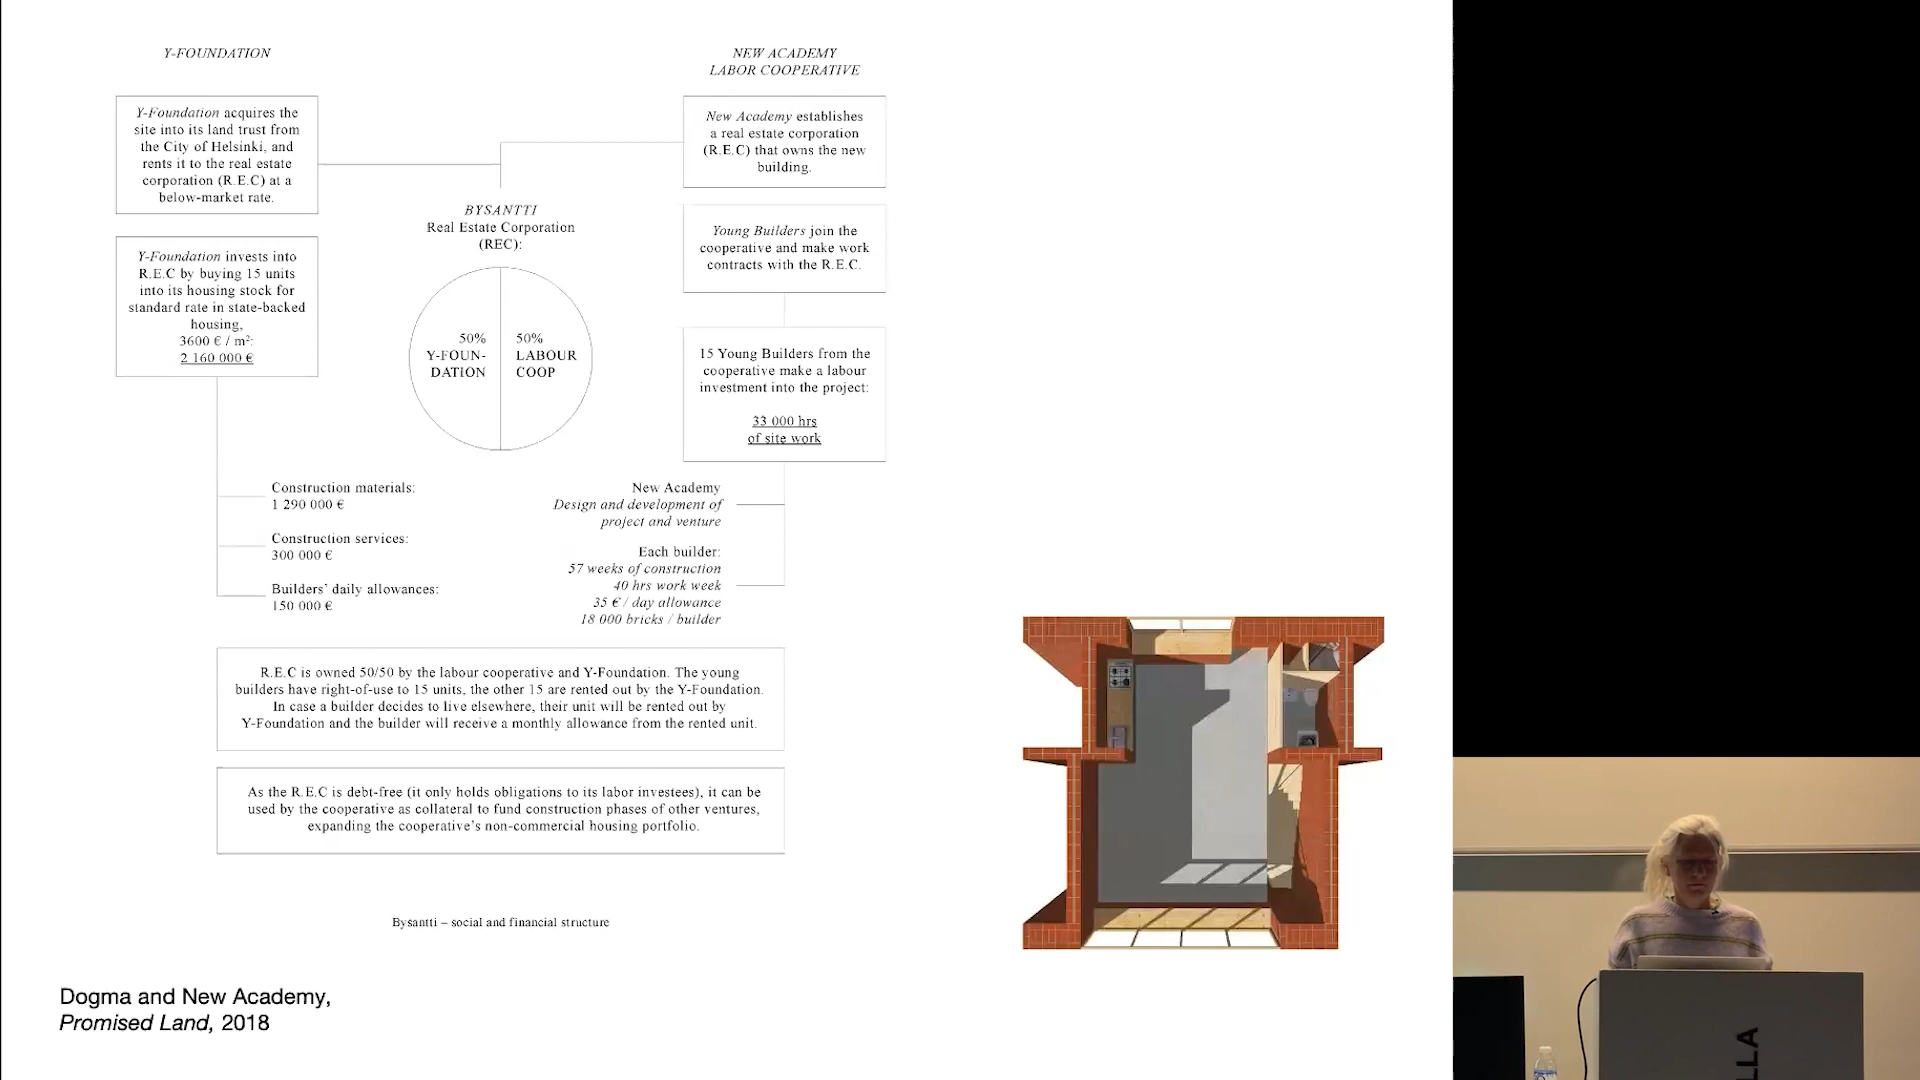 Y-FOUNDATION
NEW ACADEMY
LABOR COOPERATIVE
Y-Foundation acquires the
site into its land trust from
the City of Helsinki, and
rents it to the real estate
corporation (R.E.C) at a
below-market rate.
New Academy establishes
a real estate corporation
(R.E.C) that owns the new
building.
BYSANTTI
Real Estate Corporation
(REC):
Young Builders join the
cooperative and make work
contracts with the R.E.C.
Y-Foundation invests into
R.E.C by buying 15 units
into its housing stock for
standard rate in state-backed
housing,
3600 € / m²:
2 160 000 €
50%
Y-FOUN-
DATION
50%
LABOUR
COOP
15 Young Builders from the
cooperative make a labour
investment into the project:
33 000 hrs
of site work
Construction materials:
1 290 000 €
Construction services:
300 000 €
Builders' daily allowances:
150 000 €
New Academy
Design and development of
project and venture
Each builder:
57 weeks of construction
40 hrs work week
35 € / day allowance
18 000 bricks / builder
R.E.C is owned 50/50 by the labour cooperative and Y-Foundation. The young
builders have right-of-use to 15 units, the other 15 are rented out by the Y-Foundation.
In case a builder decides to live elsewhere, their unit will be rented out by
Y-Foundation and the builder will receive a monthly allowance from the rented unit.
As the R.E.C is debt-free (it only holds obligations to its labor investees), it can be
used by the cooperative as collateral to fund construction phases of other ventures,
expanding the cooperative's non-commercial housing portfolio.
Bysantti – social and financial structure
Dogma and New Academy,
Promised Land, 2018
LLA